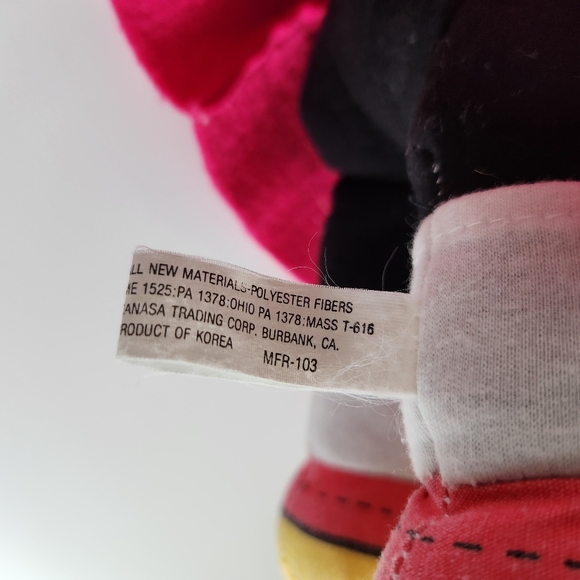 LL NEW MATERIALS-POLYESTER FIBERS
ME 1525:PA 1378:OHIO PA 1378:MASS T-616
ANASA TRADING CORP. BURBANK, CA.
RODUCT OF KOREA MFR-103